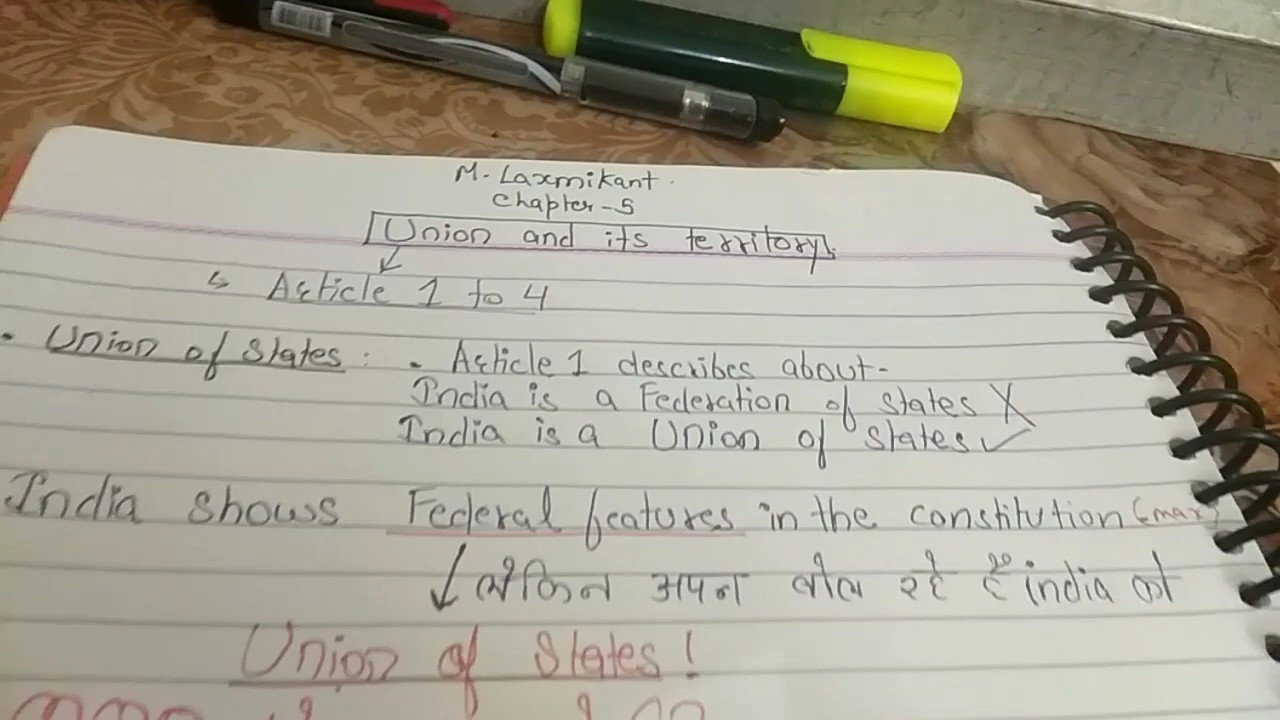 M. Laxmikant.
Chapter-5
Union and its territory.
Article 1 to 4
• Union of States: • Article 1 describes about-
India is a Federation of states X
India is a Union of states ✓
India shows Federal features in the constitution (max)
↓ लेकिन अपन बोल रहे हैं india को
Union of States!